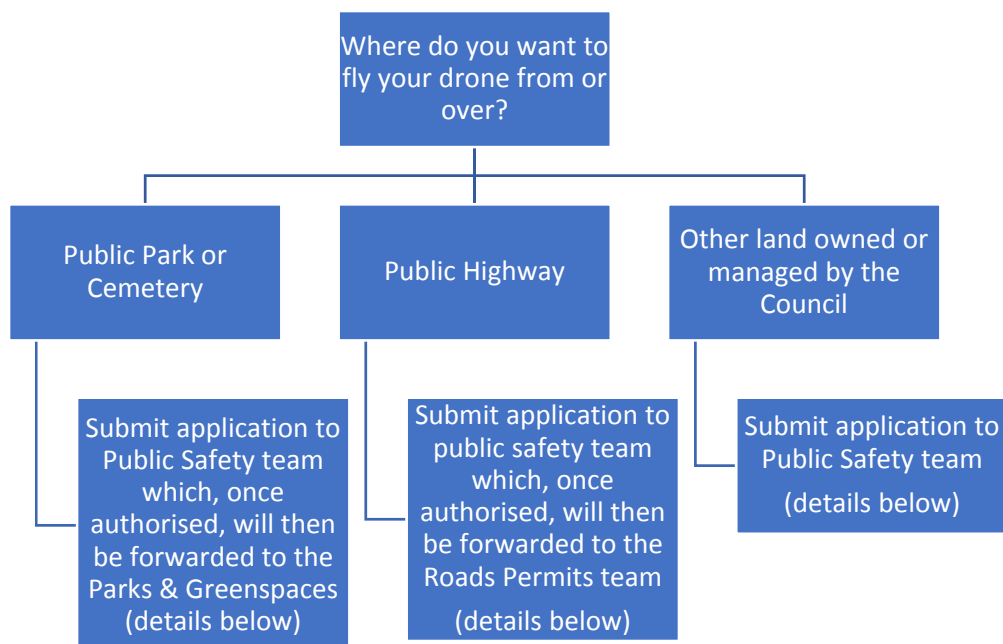 Where do you want to
fly your drone from or
over?
Public Park or
Cemetery
Public Highway
Other land owned or
managed by the
Council
Submit application to
Public Safety team
which, once
authorised, will then
be forwarded to the
Parks & Greenspaces
(details below)
Submit application to
public safety team
which, once
authorised, will then
be forwarded to the
Roads Permits team
(details below)
Submit application to
Public Safety team
(details below)